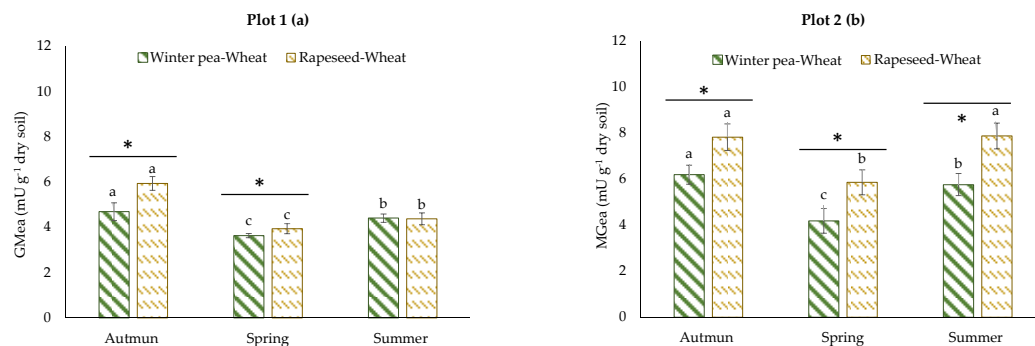 Plot 1 (a)
GMea (mU g⁻¹ dry soil)
12
10
8
6
4
2
0
Winter pea-Wheat
Rapeseed-Wheat
*
a
a
*
c
c
b
b
Autmun
Spring
Summer
Plot 2 (b)
MGea (mU g⁻¹ dry soil)
12
10
8
6
4
2
0
Winter pea-Wheat
Rapeseed-Wheat
*
a
a
*
c
b
*
b
a
Autmun
Spring
Summer